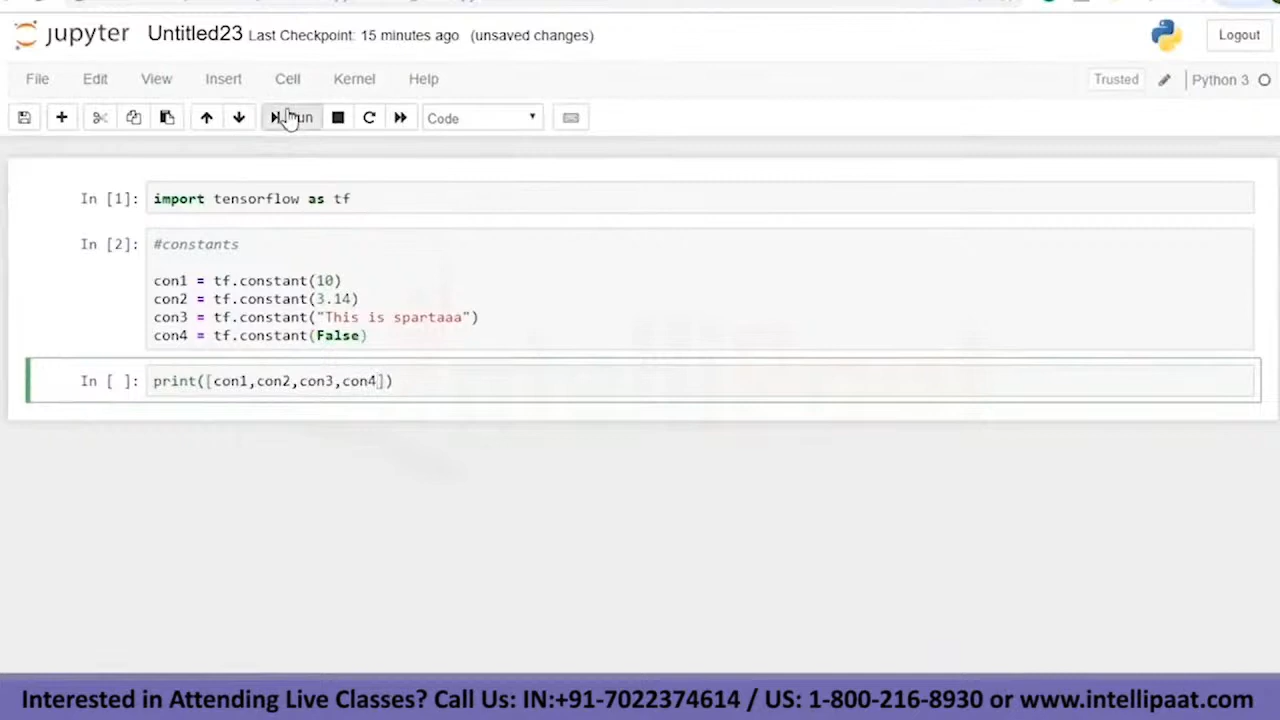 jupyter Untitled23 Last Checkpoint: 15 minutes ago (unsaved changes) Logout
File Edit View Insert Cell Kernel Help Trusted Python 3
Code
In [1]: import tensorflow as tf
In [2]: #constants
con1 = tf.constant(10)
con2 = tf.constant(3.14)
con3 = tf.constant("This is spartaaa")
con4 = tf.constant(False)
In [ ]: print([con1,con2,con3,con4])
Interested in Attending Live Classes? Call Us: IN:+91-7022374614 / US: 1-800-216-8930 or www.intellipaat.com